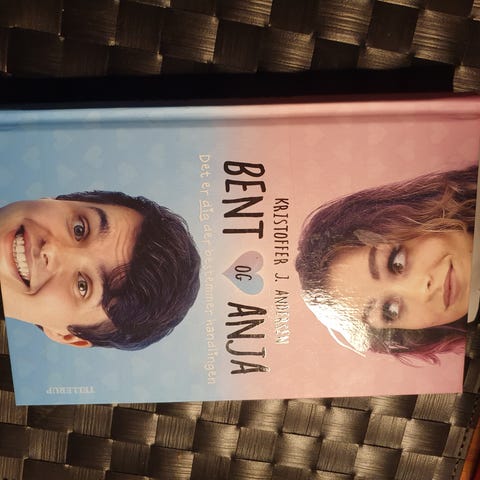 KRISTOFFER J. ANDERSEN
BENT OG ANJA
Det er dig der bestemmer handlingen
TELLERUP